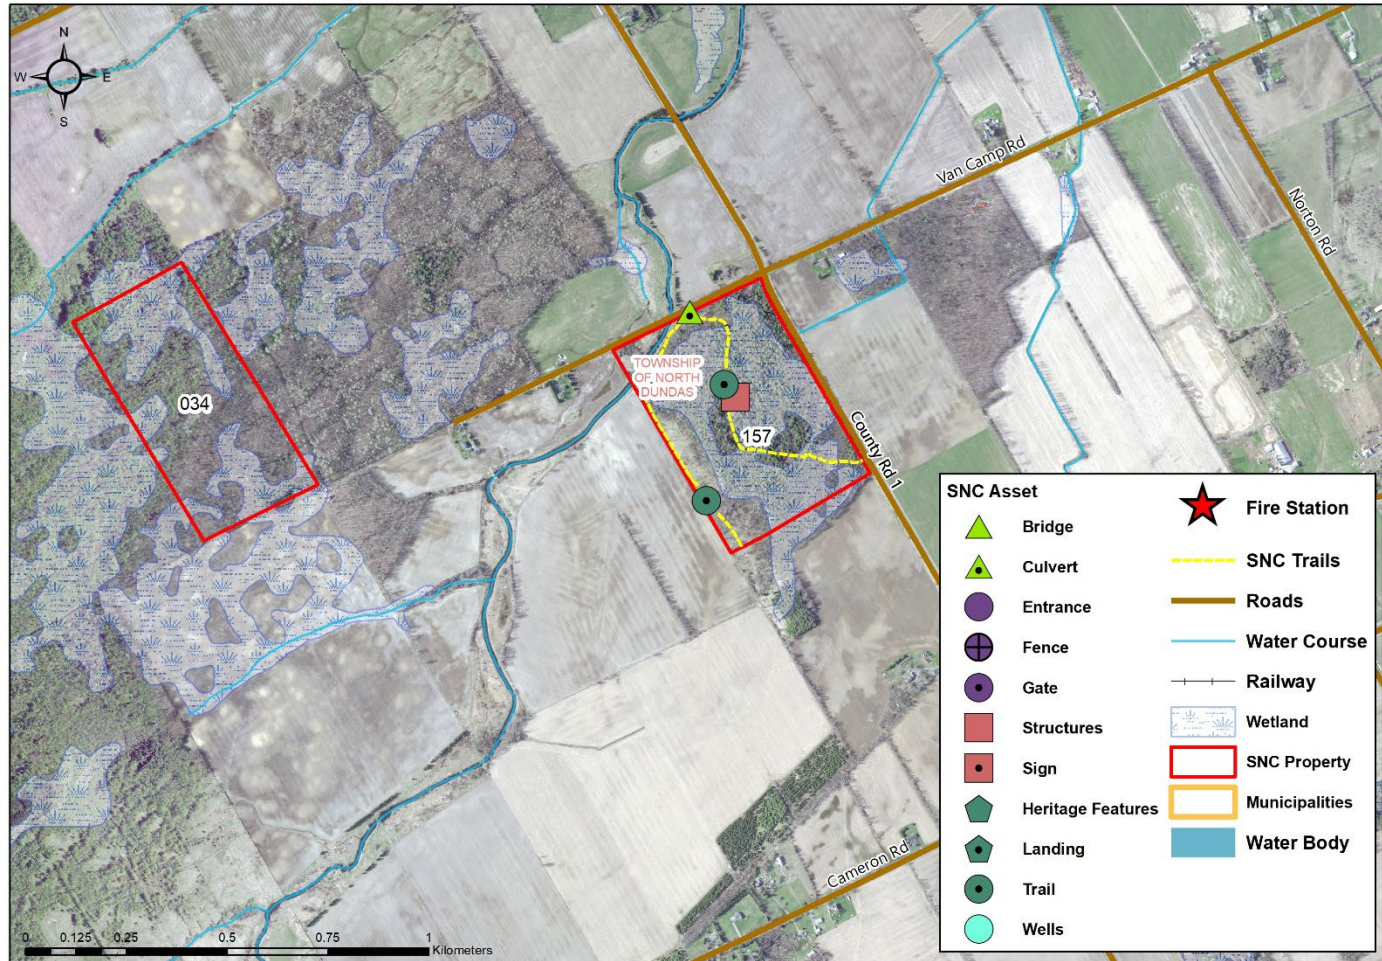 N
W
E
S
Van Camp Rd
Norton Rd
TOWNSHIP
OF NORTH
DUNDAS
034
157
County Rd 1
Cameron Rd
SNC Asset
Bridge
Culvert
Entrance
Fence
Gate
Structures
Sign
Heritage Features
Landing
Trail
Wells
Fire Station
SNC Trails
Roads
Water Course
Railway
Wetland
SNC Property
Municipalities
Water Body
0 0.125 0.25 0.5 0.75 1
Kilometers